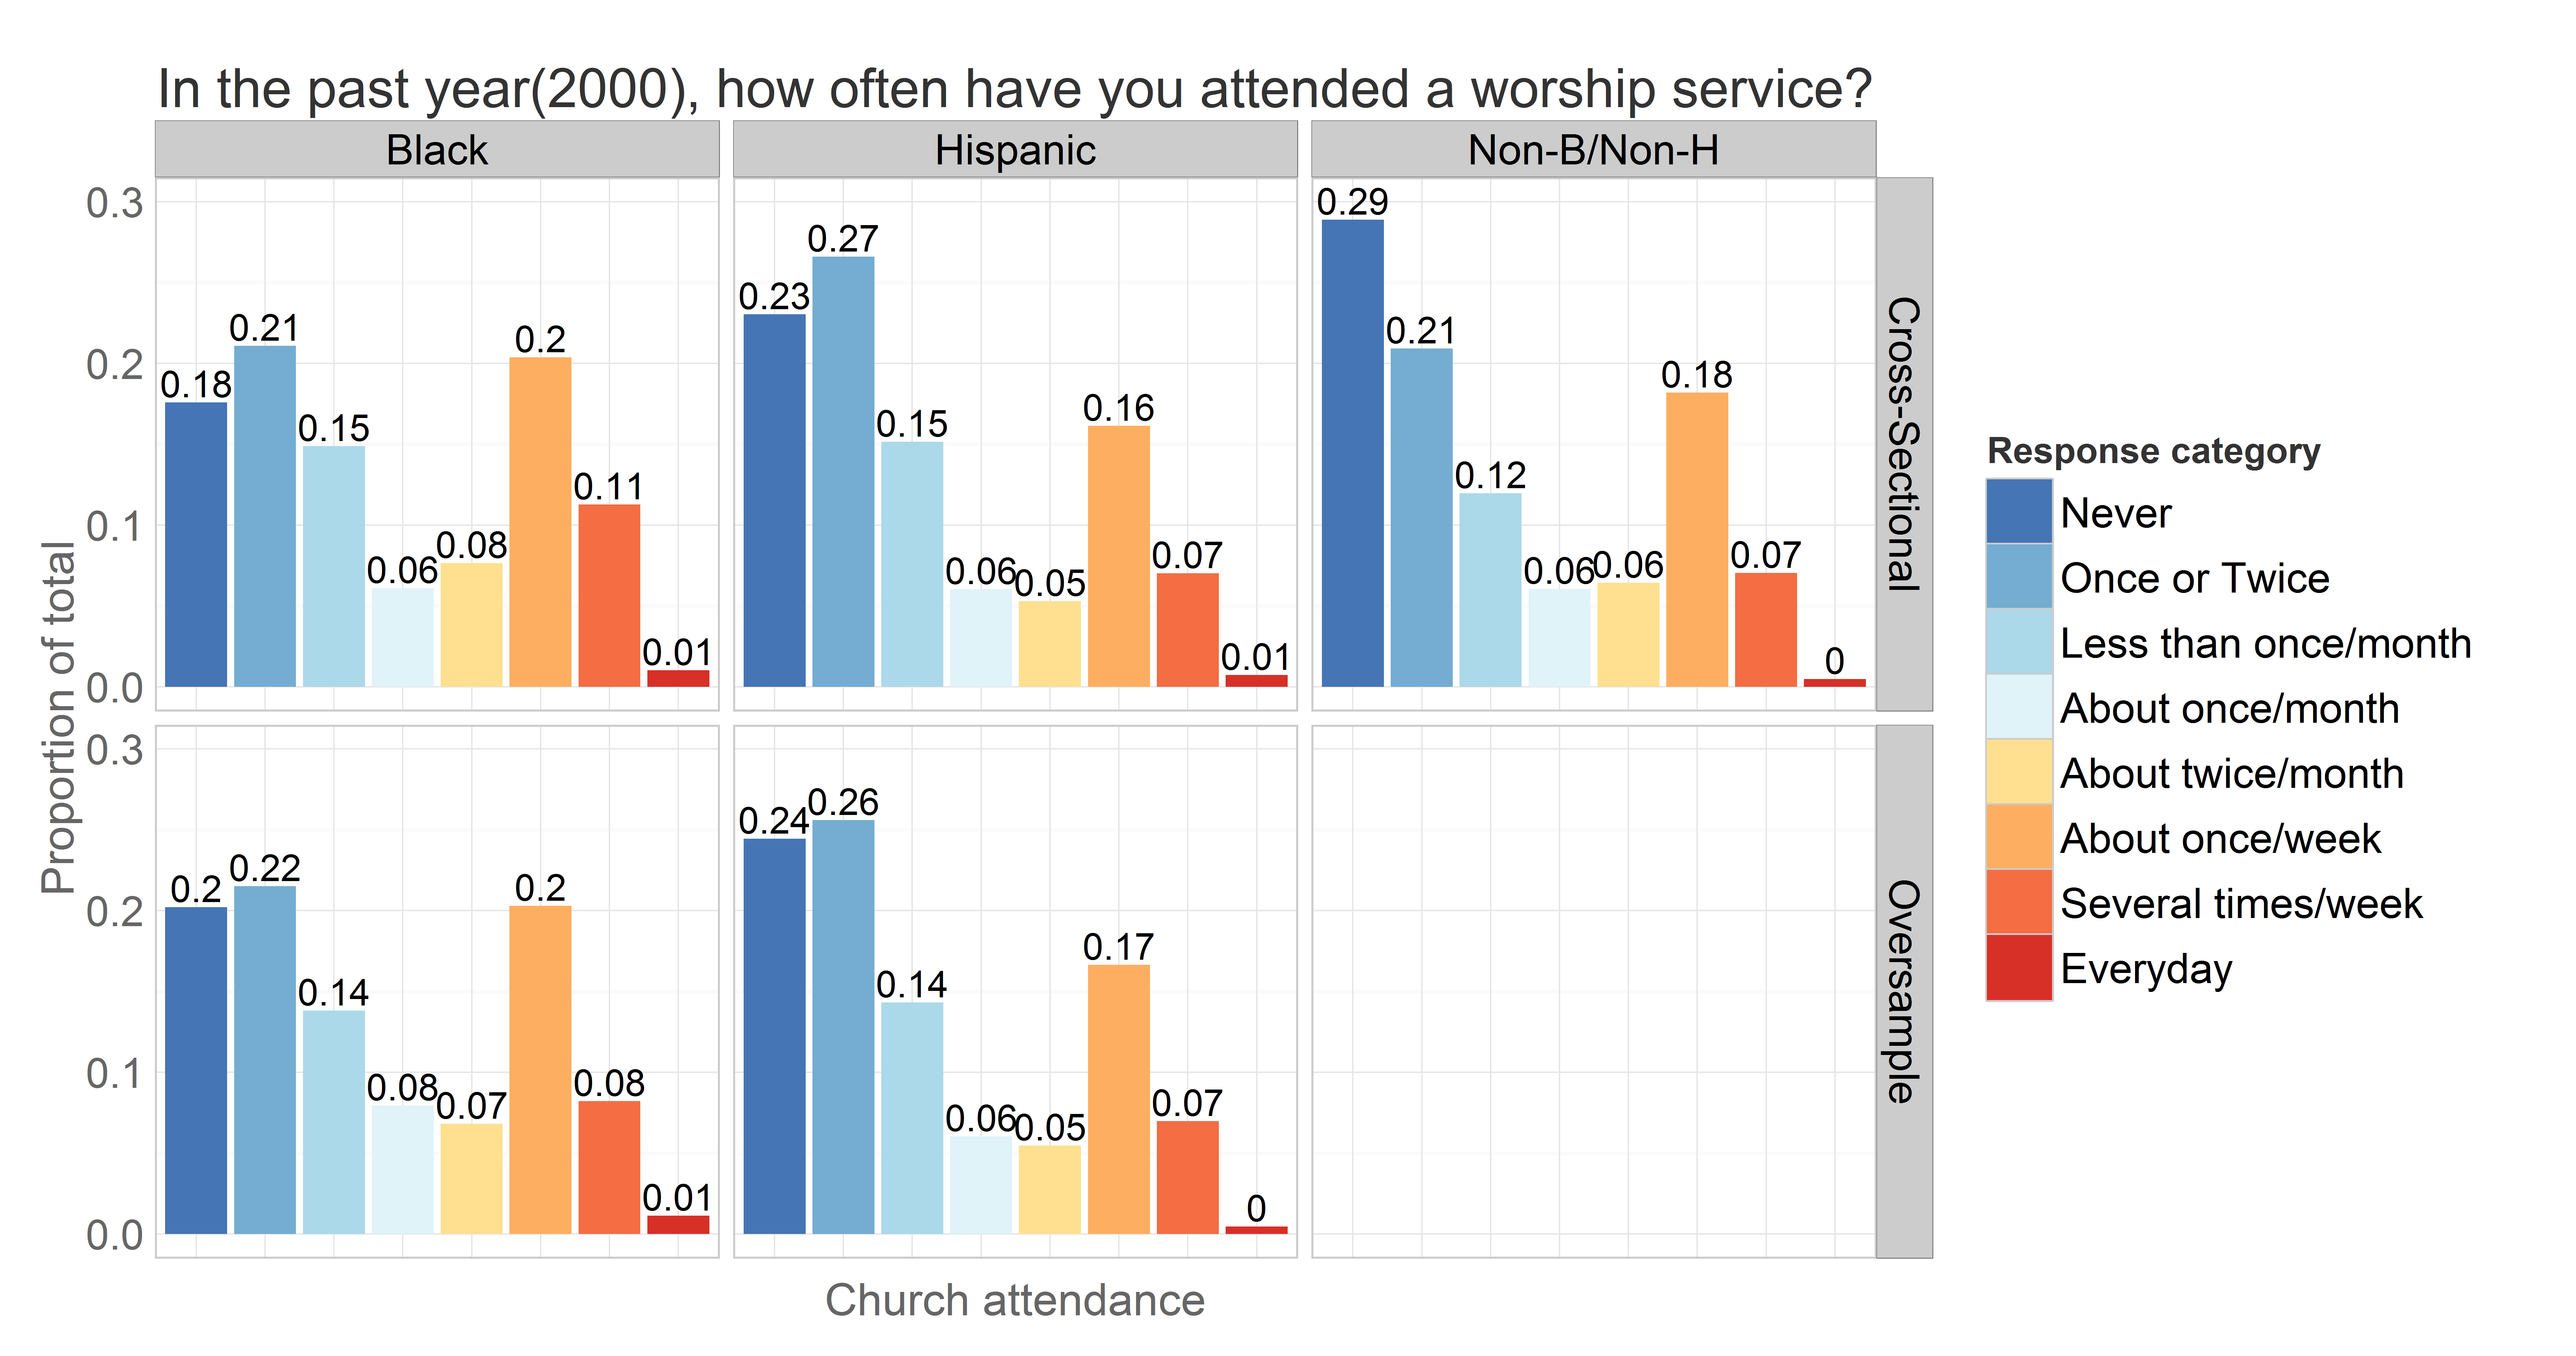 In the past year(2000), how often have you attended a worship service?
Black
Hispanic
Non-B/Non-H
Cross-Sectional
Oversample
Proportion of total
0.3
0.2
0.1
0.0
0.18
0.21
0.15
0.06
0.08
0.2
0.11
0.01
0.23
0.27
0.15
0.06
0.05
0.16
0.07
0.01
0.29
0.21
0.12
0.06
0.06
0.18
0.07
0
0.3
0.2
0.1
0.0
0.2
0.22
0.14
0.08
0.07
0.2
0.08
0.01
0.24
0.26
0.14
0.06
0.05
0.17
0.07
0
Church attendance
Response category
Never
Once or Twice
Less than once/month
About once/month
About twice/month
About once/week
Several times/week
Everyday